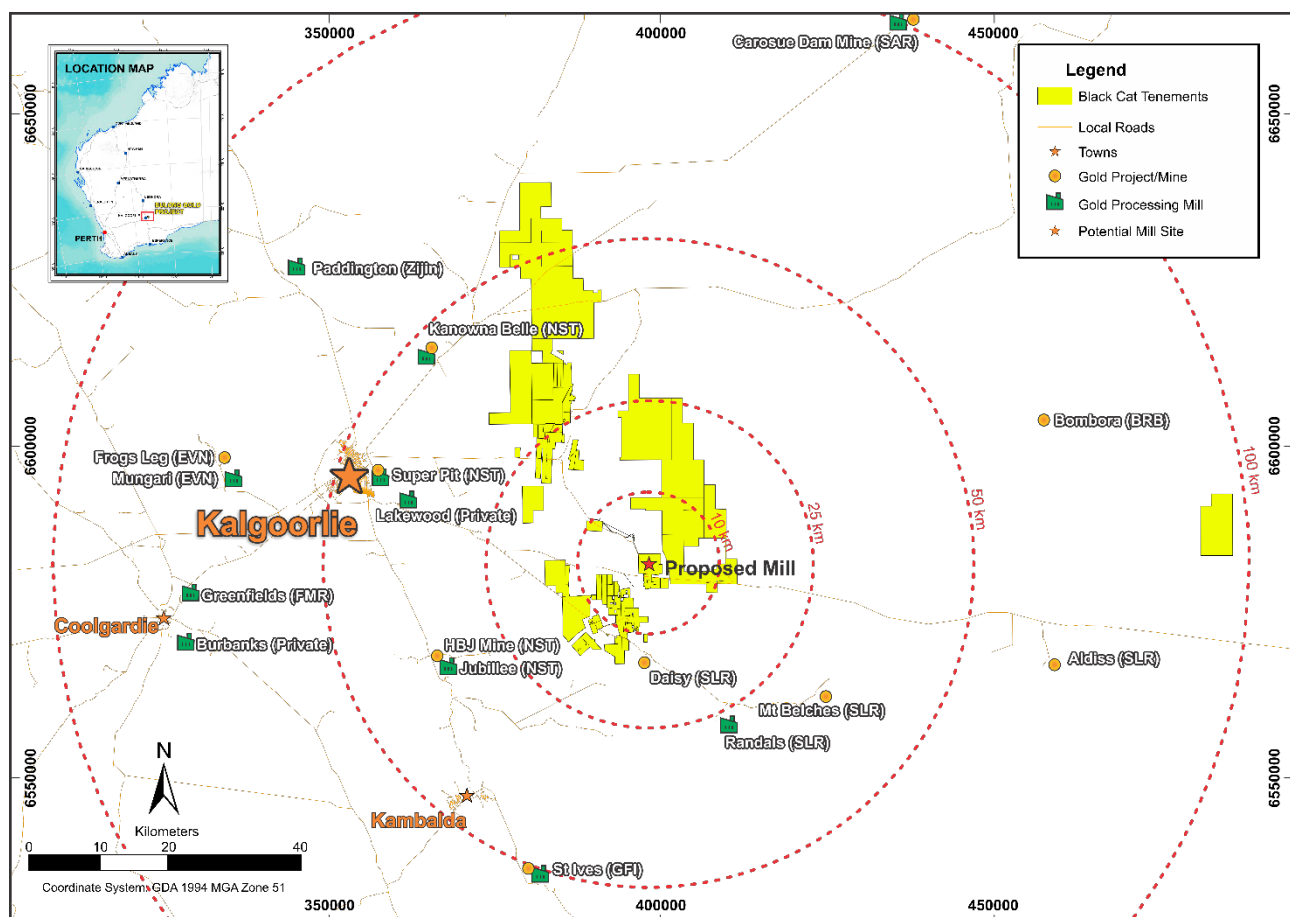 350000
400000
450000
Carosue Dam Mine (SAR)
LOCATION MAP
PERTH
Legend
Black Cat Tenements
Local Roads
Towns
Gold Project/Mine
Gold Processing Mill
Potential Mill Site
6650000
6650000
Paddington (Zijin)
Kanowna Belle (NST)
Bombora (BRB)
6600000
6600000
Frogs Leg (EVN)
Mungari (EVN)
Super Pit (NST)
Lakewood (Private)
Kalgoorlie
100 km
50 km
25 km
10 km
Proposed Mill
Greenfields (FMR)
Coolgardie
Burbanks (Private)
HBJ Mine (NST)
Jubillee (NST)
Daisy (SLR)
Aldiss (SLR)
Mt Belches (SLR)
Randals (SLR)
6550000
6550000
N
Kambalda
Kilometers
0 10 20 40
St Ives (GFI)
Coordinate System: GDA 1994 MGA Zone 51
350000
400000
450000